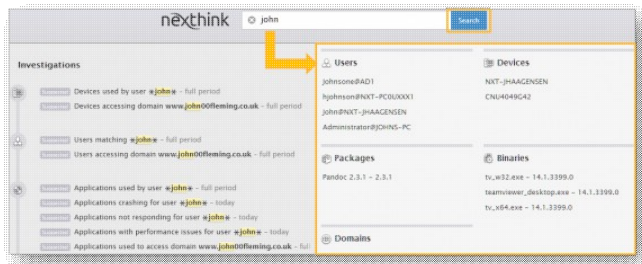 nexthink
john
Search
Investigations
Devices used by user *john* - full period
Devices accessing domain www.john00fleming.co.uk - full period
Users matching *john* - full period
Users accessing domain www.john00fleming.co.uk - full period
Applications used by user *john* - full period
Applications crashing for user *john* - today
Applications not responding for user *john* - today
Applications with performance issues for user *john* - today
Applications used to access domain www.john00fleming.co.uk - full
Users
johnsone@AD1
hjohnson@NXT-PC0UXXX1
John@NXT-JHAAGENSEN
Administrator@JOHNS-PC
Devices
NXT-JHAAGENSEN
CNU4049G42
Packages
Pandoc 2.3.1 - 2.3.1
Binaries
tv_w32.exe - 14.1.3399.0
teamviewer_desktop.exe - 14.1.3399.0
tv_x64.exe - 14.1.3399.0
Domains